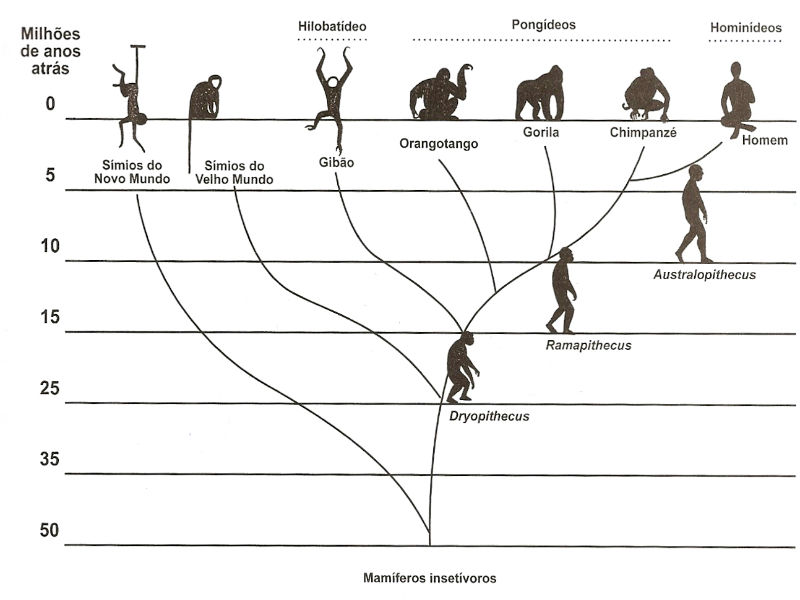 Milhões
de anos
atrás
Hilobatídeo
Pongídeos
Hominídeos
0
Símios do
Novo Mundo
Símios do
Velho Mundo
Gibão
Orangotango
Gorila
Chimpanzé
Homem
5
10
Australopithecus
15
Ramapithecus
25
Dryopithecus
35
50
Mamíferos insetívoros